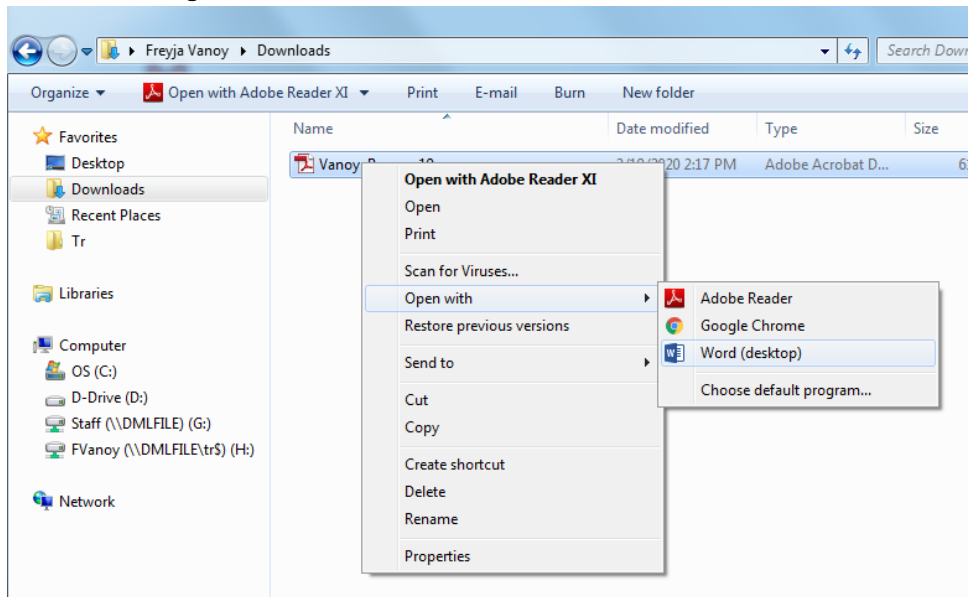 Freyja Vanoy ▸ Downloads
Search Down
Organize Open with Adobe Reader XI Print E-mail Burn New folder
Name Date modified Type Size
Favorites
Desktop
Downloads
Recent Places
Tr
Libraries
Computer
OS (C:)
D-Drive (D:)
Staff (\\DMLFILE) (G:)
FVanoy (\\DMLFILE\tr$) (H:)
Network
Vanoy 2:17 PM Adobe Acrobat D...
Open with Adobe Reader XI
Open
Print
Scan for Viruses...
Open with
Restore previous versions
Send to
Cut
Copy
Create shortcut
Delete
Rename
Properties
Adobe Reader
Google Chrome
Word (desktop)
Choose default program...